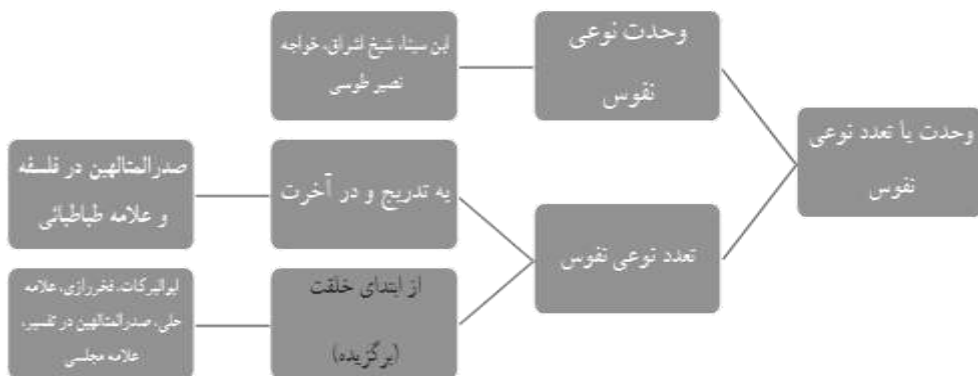 وحدت یا تعدد نوعی
نفوس
وحدت نوعی
نفوس
ابن سینا، شیخ اشراق، خواجه
نصیر طوسی
تعدد نوعی نفوس
به تدریج و در آخرت
صدرالمتالهین در فلسفه
و علامه طباطبائی
از ابتدای خلقت
(برگزیده)
ابوالبرکات، فخررازی، علامه
حلی، صدرالمتالهین در تفسیر،
علامه مجلسی